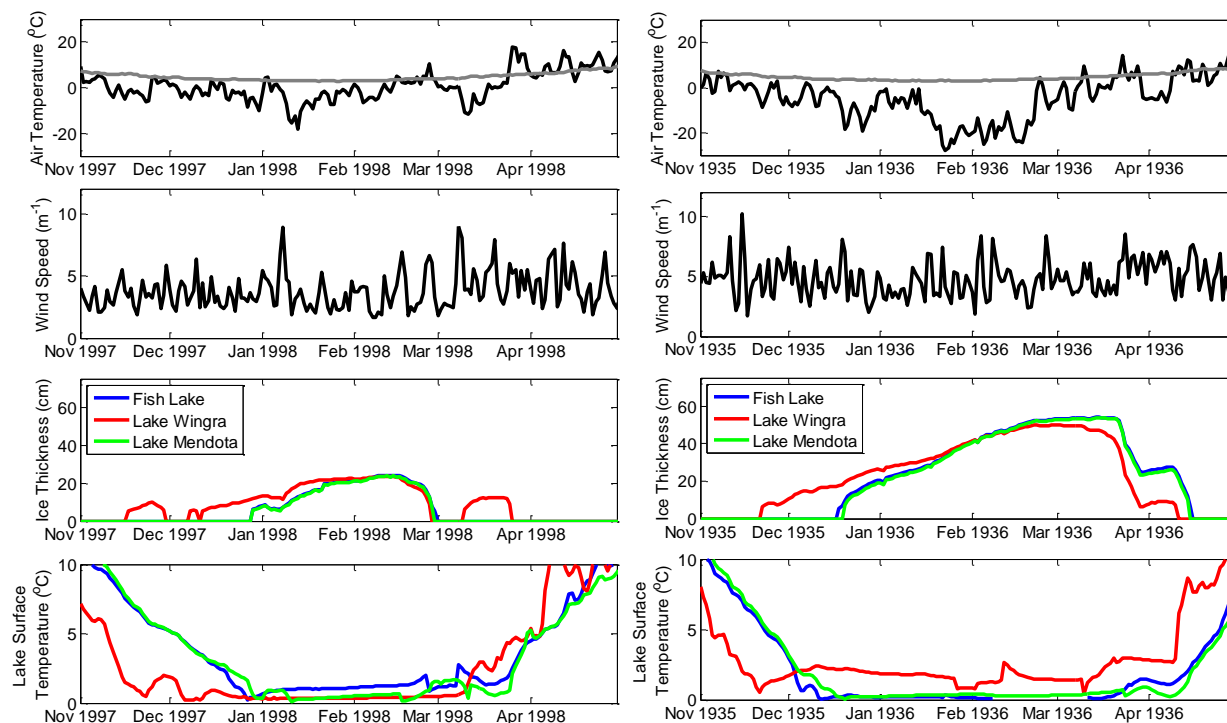 Air Temperature (⁰C)
20
0
-20
Nov 1997 Dec 1997 Jan 1998 Feb 1998 Mar 1998 Apr 1998
Wind Speed (m⁻¹)
10
5
0
Nov 1997 Dec 1997 Jan 1998 Feb 1998 Mar 1998 Apr 1998
Ice Thickness (cm)
60
40
20
0
Fish Lake
Lake Wingra
Lake Mendota
Nov 1997 Dec 1997 Jan 1998 Feb 1998 Mar 1998 Apr 1998
Lake Surface
Temperature (⁰C)
10
5
0
Nov 1997 Dec 1997 Jan 1998 Feb 1998 Mar 1998 Apr 1998
Air Temperature (⁰C)
20
0
-20
Nov 1935 Dec 1935 Jan 1936 Feb 1936 Mar 1936 Apr 1936
Wind Speed (m⁻¹)
10
5
0
Nov 1935 Dec 1935 Jan 1936 Feb 1936 Mar 1936 Apr 1936
Ice Thickness (cm)
60
40
20
0
Fish Lake
Lake Wingra
Lake Mendota
Nov 1935 Dec 1935 Jan 1936 Feb 1936 Mar 1936 Apr 1936
Lake Surface
Temperature (⁰C)
10
5
0
Nov 1935 Dec 1935 Jan 1936 Feb 1936 Mar 1936 Apr 1936